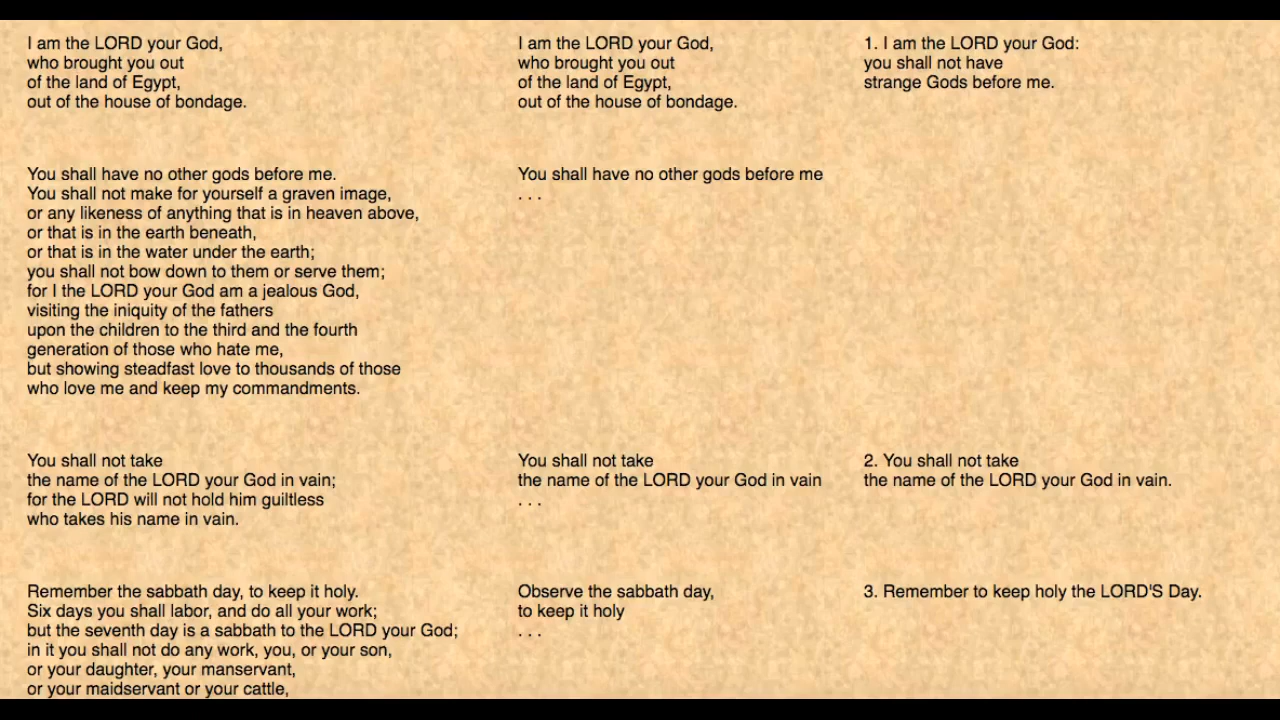 I am the LORD your God,
who brought you out
of the land of Egypt,
out of the house of bondage.
You shall have no other gods before me.
You shall not make for yourself a graven image,
or any likeness of anything that is in heaven above,
or that is in the earth beneath,
or that is in the water under the earth;
you shall not bow down to them or serve them;
for I the LORD your God am a jealous God,
visiting the iniquity of the fathers
upon the children to the third and the fourth
generation of those who hate me,
but showing steadfast love to thousands of those
who love me and keep my commandments.
You shall not take
the name of the LORD your God in vain;
for the LORD will not hold him guiltless
who takes his name in vain.
Remember the sabbath day, to keep it holy.
Six days you shall labor, and do all your work;
but the seventh day is a sabbath to the LORD your God;
in it you shall not do any work, you, or your son,
or your daughter, your manservant,
or your maidservant or your cattle,
I am the LORD your God,
who brought you out
of the land of Egypt,
out of the house of bondage.
You shall have no other gods before me
. . .
You shall not take
the name of the LORD your God in vain
. . .
Observe the sabbath day,
to keep it holy
. . .
1. I am the LORD your God:
you shall not have
strange Gods before me.
2. You shall not take
the name of the LORD your God in vain.
3. Remember to keep holy the LORD'S Day.